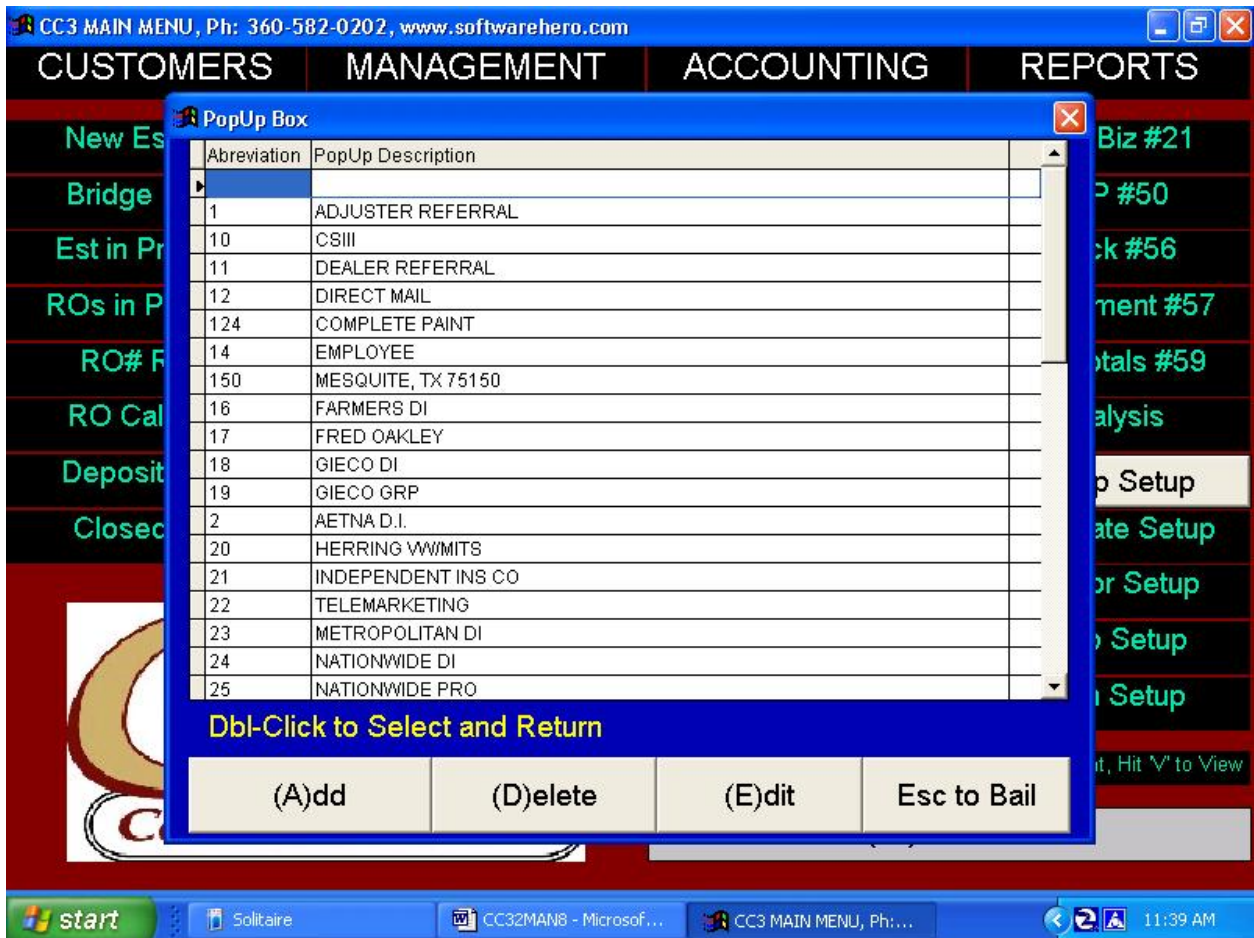 CC3 MAIN MENU, Ph: 360-582-0202, www.softwarehero.com
CUSTOMERS MANAGEMENT ACCOUNTING REPORTS
PopUp Box
Abreviation PopUp Description
1 ADJUSTER REFERRAL
10 CSIII
11 DEALER REFERRAL
12 DIRECT MAIL
124 COMPLETE PAINT
14 EMPLOYEE
150 MESQUITE, TX 75150
16 FARMERS DI
17 FRED OAKLEY
18 GIECO DI
19 GIECO GRP
2 AETNA D.I.
20 HERRING VW/MITS
21 INDEPENDENT INS CO
22 TELEMARKETING
23 METROPOLITAN DI
24 NATIONWIDE DI
25 NATIONWIDE PRO
Dbl-Click to Select and Return
(A)dd (D)elete (E)dit Esc to Bail
New Es
Bridge
Est in Pr
ROs in P
RO# R
RO Cal
Deposit
Closed
Biz #21
P #50
ck #56
ment #57
otals #59
alysis
p Setup
ate Setup
or Setup
Setup
Setup
t, Hit 'V' to View
start Solitaire CC32MAN8 - Microsof... CC3 MAIN MENU, Ph:... 11:39 AM